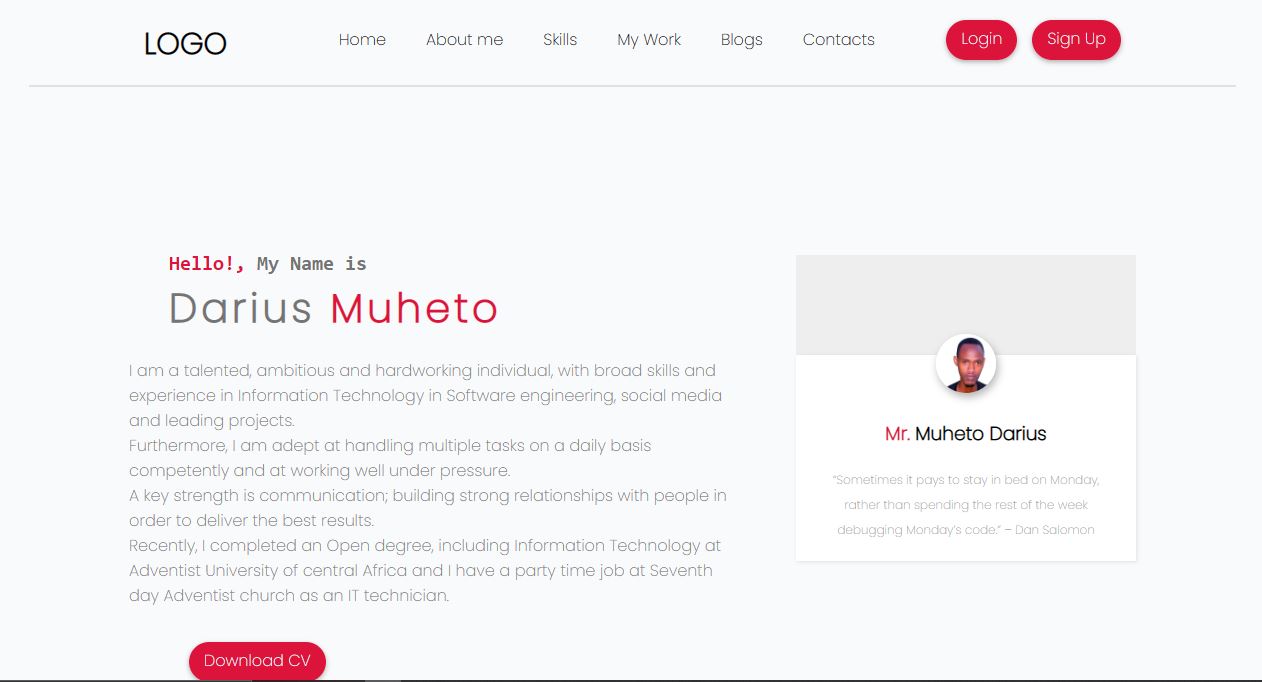 LOGO
Home About me Skills My Work Blogs Contacts Login Sign Up
Hello!, My Name is
Darius Muheto
I am a talented, ambitious and hardworking individual, with broad skills and
experience in Information Technology in Software engineering, social media
and leading projects.
Furthermore, I am adept at handling multiple tasks on a daily basis
competently and at working well under pressure.
A key strength is communication; building strong relationships with people in
order to deliver the best results.
Recently, I completed an Open degree, including Information Technology at
Adventist University of central Africa and I have a party time job at Seventh
day Adventist church as an IT technician.
Download CV
Mr. Muheto Darius
"Sometimes it pays to stay in bed on Monday,
rather than spending the rest of the week
debugging Monday's code." – Dan Salomon